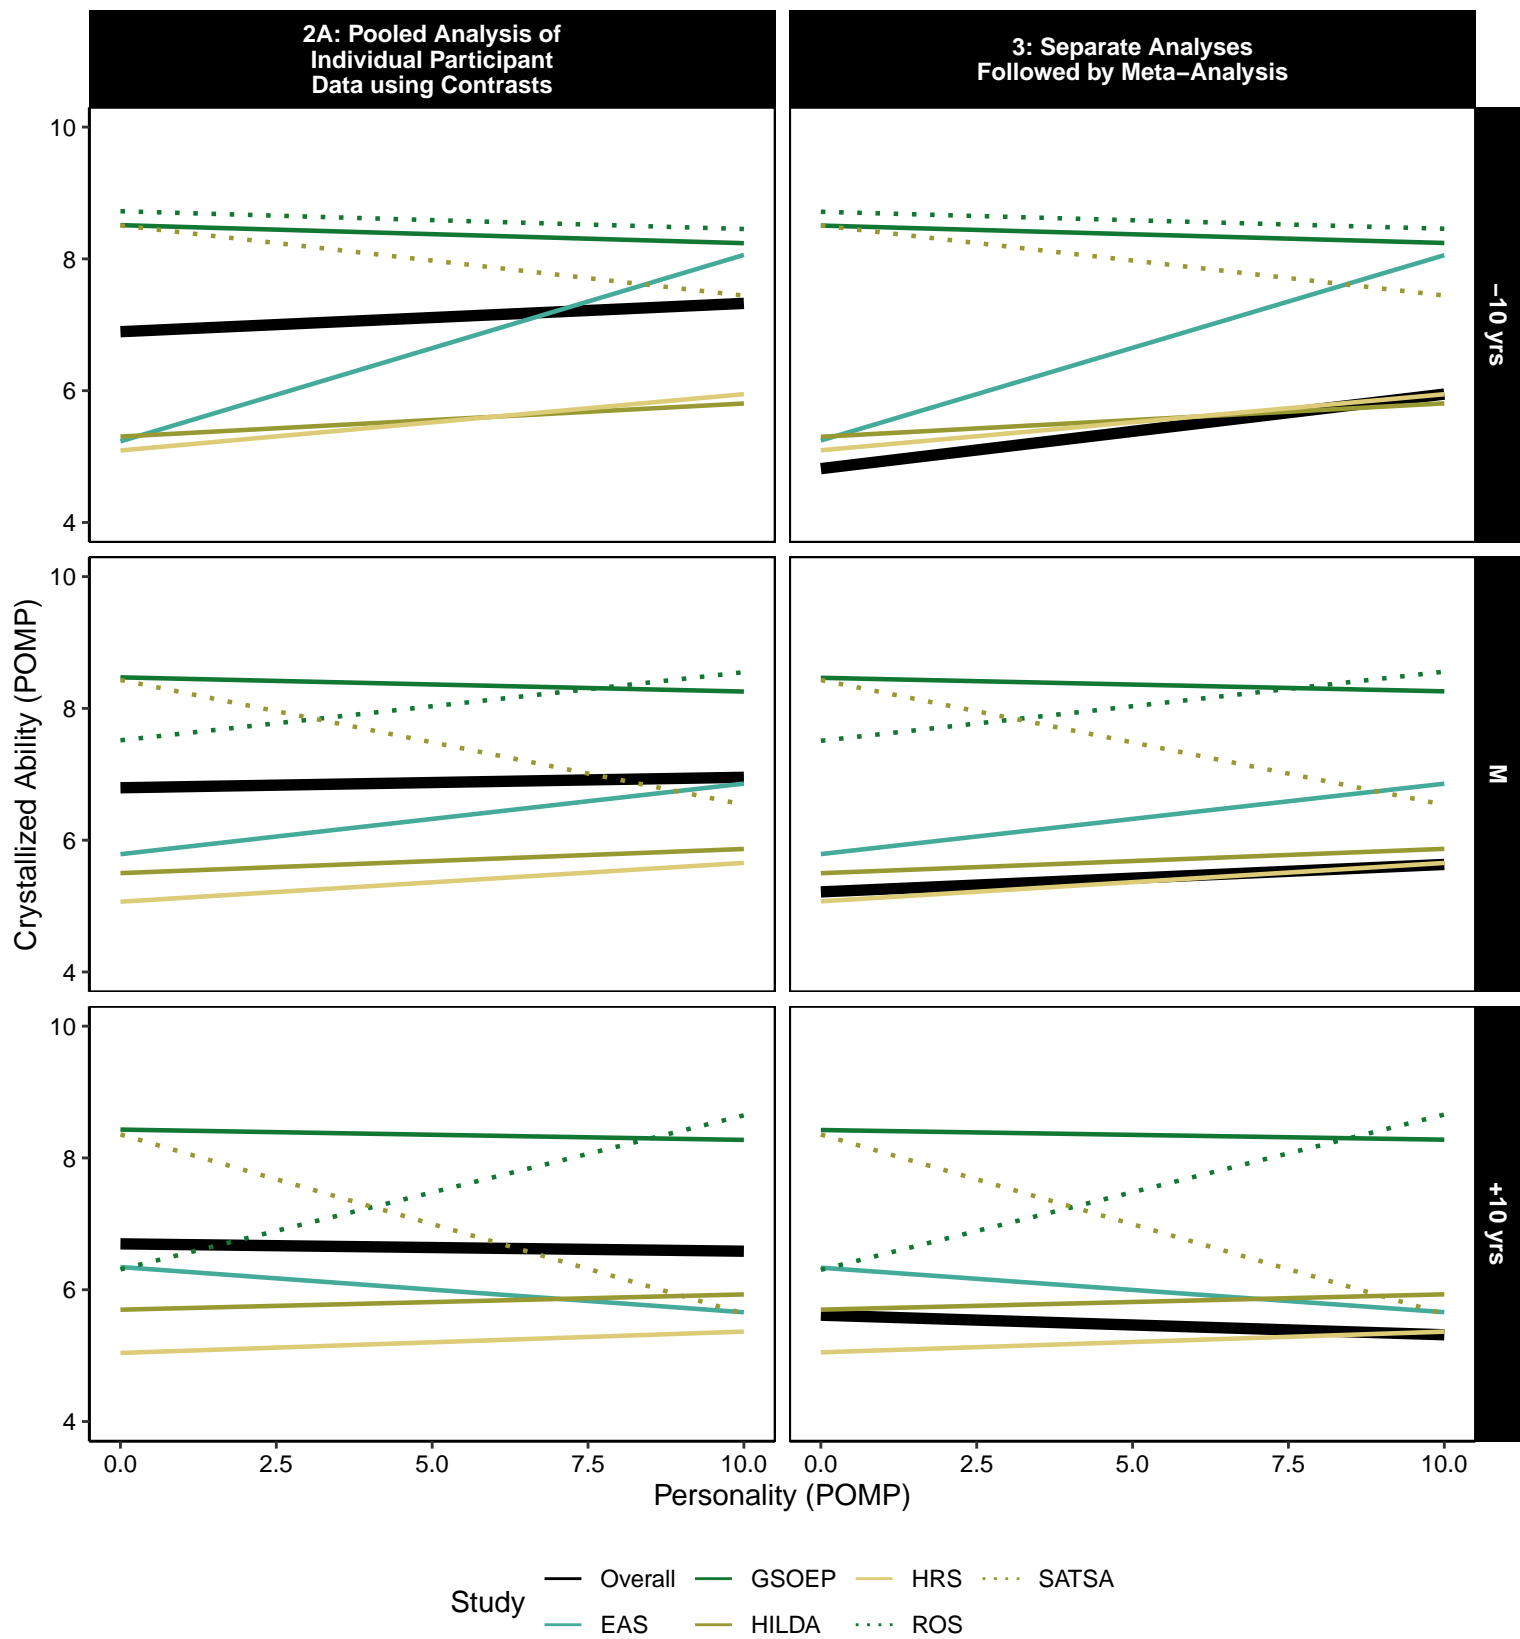 2A: Pooled Analysis of
Individual Participant
Data using Contrasts
3: Separate Analyses
Followed by Meta−Analysis
10
8
6
4
−10 yrs
10
8
6
4
M
10
8
6
4
+10 yrs
Crystallized Ability (POMP)
0.0 2.5 5.0 7.5 10.0 0.0 2.5 5.0 7.5 10.0
Personality (POMP)
Study
Overall GSOEP HRS SATSA
EAS HILDA ROS